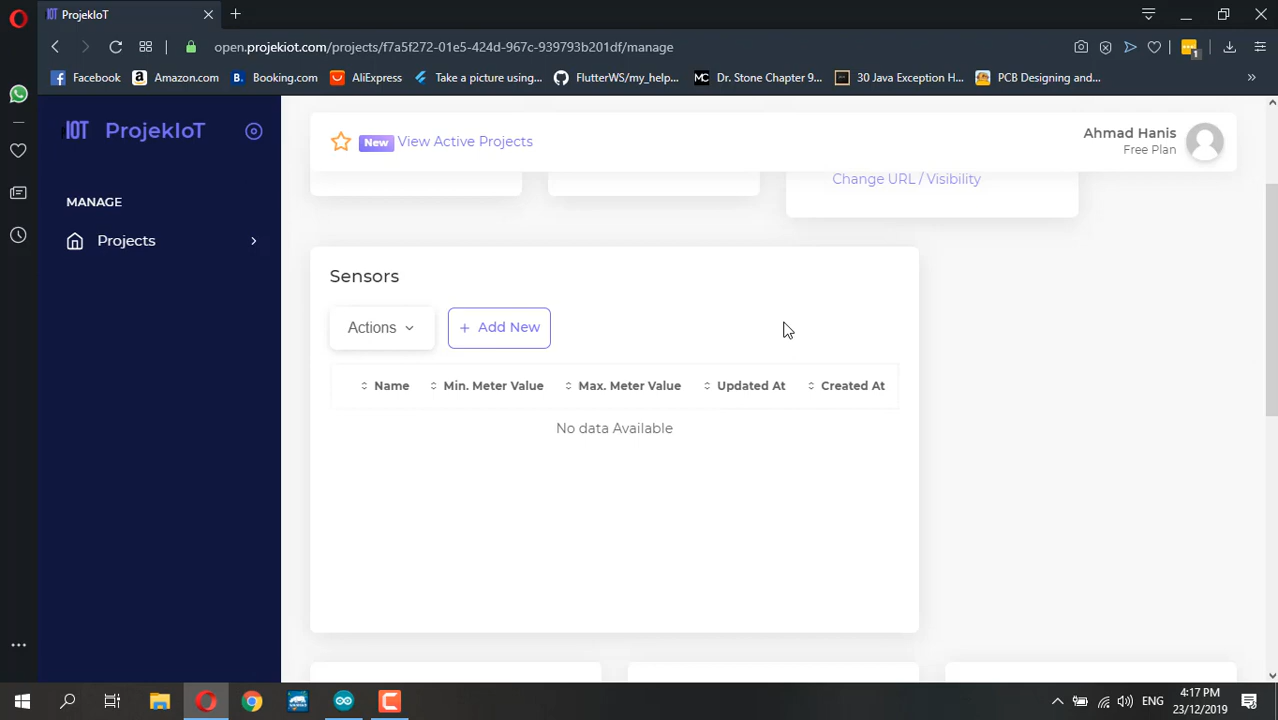 ProjekIoT
open.projekiot.com/projects/f7a5f272-01e5-424d-967c-939793b201df/manage
1
Facebook
Amazon.com
Booking.com
AliExpress
Take a picture using...
FlutterWS/my_help...
Dr. Stone Chapter 9...
30 Java Exception H...
PCB Designing and...
IOT ProjekIoT
New View Active Projects
Ahmad Hanis
Free Plan
Change URL / Visibility
MANAGE
Projects
Sensors
Actions
+ Add New
Name Min. Meter Value Max. Meter Value Updated At Created At
No data Available
ENG
4:17 PM
23/12/2019